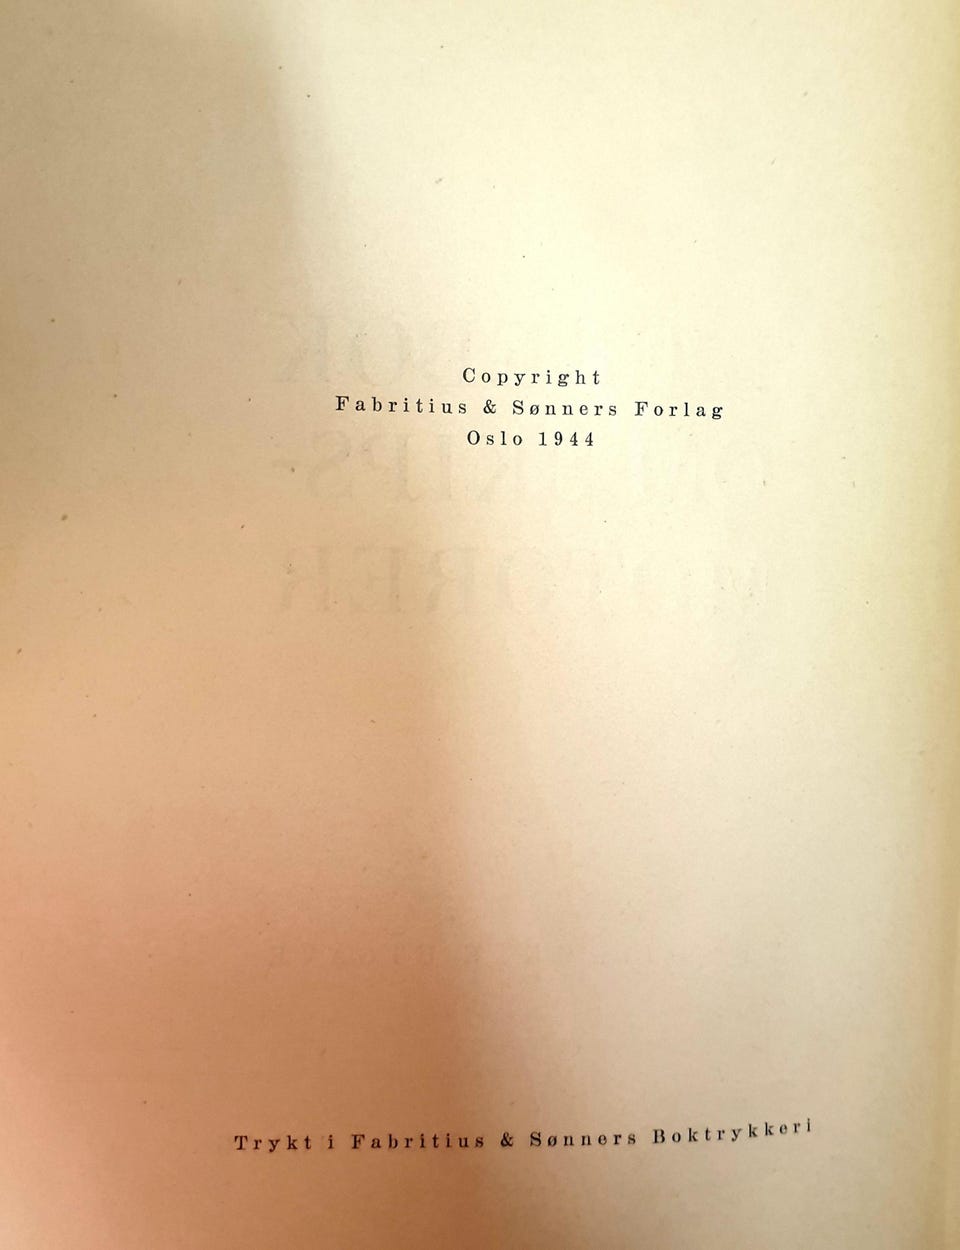 Copyright
Fabritius & Sønners Forlag
Oslo 1944
Trykt i Fabritius & Sønners Boktrykkeri